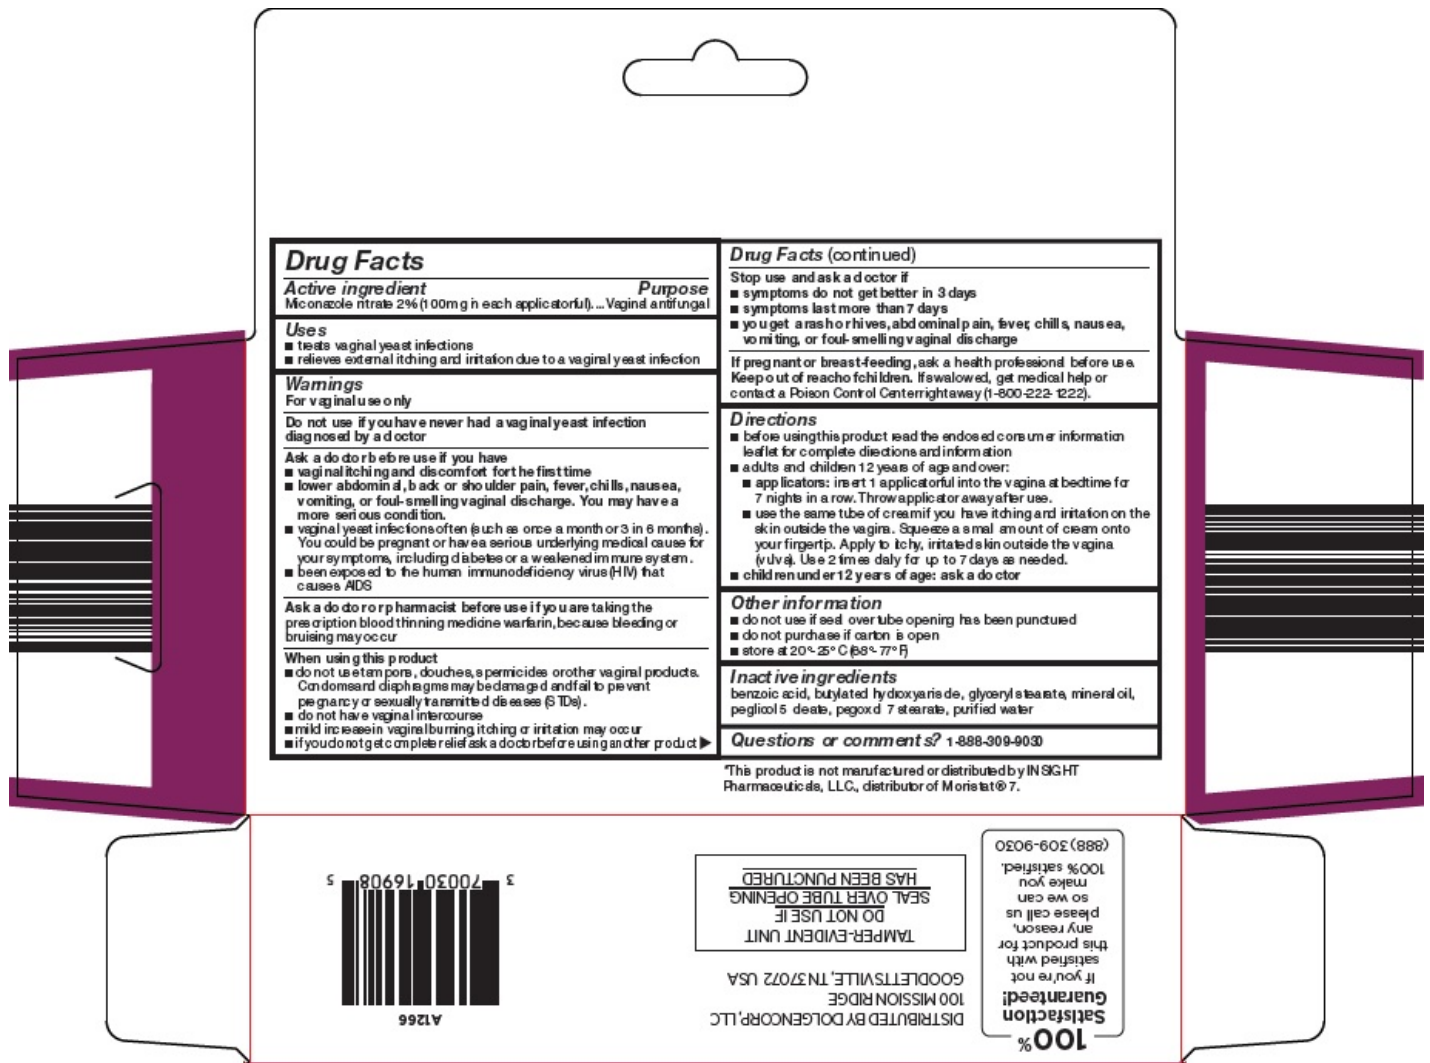 Drug Facts
Active ingredient Purpose
Miconazole nitrate 2% (100mg in each applicatorful)....Vaginal antifungal
Uses
■ treats vaginal yeast infections
■ relieves external itching and irritation due to a vaginal yeast infection
Warnings
For vaginal use only
Do not use if you have never had a vaginal yeast infection
diagnosed by a doctor
Ask a doctor before use if you have
■ vaginal itching and discomfort for the first time
■ lower abdominal, back or shoulder pain, fever, chills, nausea,
vomiting, or foul-smelling vaginal discharge. You may have a
more serious condition.
■ vaginal yeast infections often (such as once a month or 3 in 6 months).
You could be pregnant or have a serious underlying medical cause for
your symptoms, including diabetes or a weakened immune system.
■ been exposed to the human immunodeficiency virus (HIV) that
causes AIDS
Ask a doctor or pharmacist before use if you are taking the
prescription blood thinning medicine warfarin, because bleeding or
bruising may occur
When using this product
■ do not use tampons, douches, spermicides or other vaginal products.
Condoms and diaphragms may be damaged and fail to prevent
pregnancy or sexually transmitted diseases (STDs).
■ do not have vaginal intercourse
■ mild increase in vaginal burning, itching or irritation may occur
■ if you do not get complete relief ask a doctor before using another product ▶
Drug Facts (continued)
Stop use and ask a doctor if
■ symptoms do not get better in 3 days
■ symptoms last more than 7 days
■ you get a rash or hives, abdominal pain, fever, chills, nausea,
vomiting, or foul-smelling vaginal discharge
If pregnant or breast-feeding, ask a health professional before use.
Keep out of reach of children. If swallowed, get medical help or
contact a Poison Control Center right away (1-800-222-1222).
Directions
■ before using this product read the enclosed consumer information
leaflet for complete directions and information
■ adults and children 12 years of age and over:
■ applicators: insert 1 applicatorful into the vagina at bedtime for
7 nights in a row. Throw applicator away after use.
■ use the same tube of cream if you have itching and irritation on the
skin outside the vagina. Squeeze a small amount of cream onto
your fingertip. Apply to itchy, irritated skin outside the vagina
(vulva). Use 2 times daily for up to 7 days as needed.
■ children under 12 years of age: ask a doctor
Other information
■ do not use if seal over tube opening has been punctured
■ do not purchase if carton is open
■ store at 20°-25°C (68°-77°F)
Inactive ingredients
benzoic acid, butylated hydroxyanisole, glyceryl stearate, mineral oil,
peglicol 5 oleate, pegoxol 7 stearate, purified water
Questions or comments? 1-888-309-9030
*This product is not manufactured or distributed by INSIGHT
Pharmaceuticals, LLC., distributor of Monistat® 7.
100%
Satisfaction
Guaranteed!
If you're not
satisfied with
this product for
any reason,
please call us
so we can
make you
100% satisfied.
(888) 309-9030
DISTRIBUTED BY DOLGENCORP, LLC
100 MISSION RIDGE
GOODLETTSVILLE, TN 37072 USA
TAMPER-EVIDENT UNIT
DO NOT USE IF
SEAL OVER TUBE OPENING
HAS BEEN PUNCTURED
A1266
3 70030 16908 5